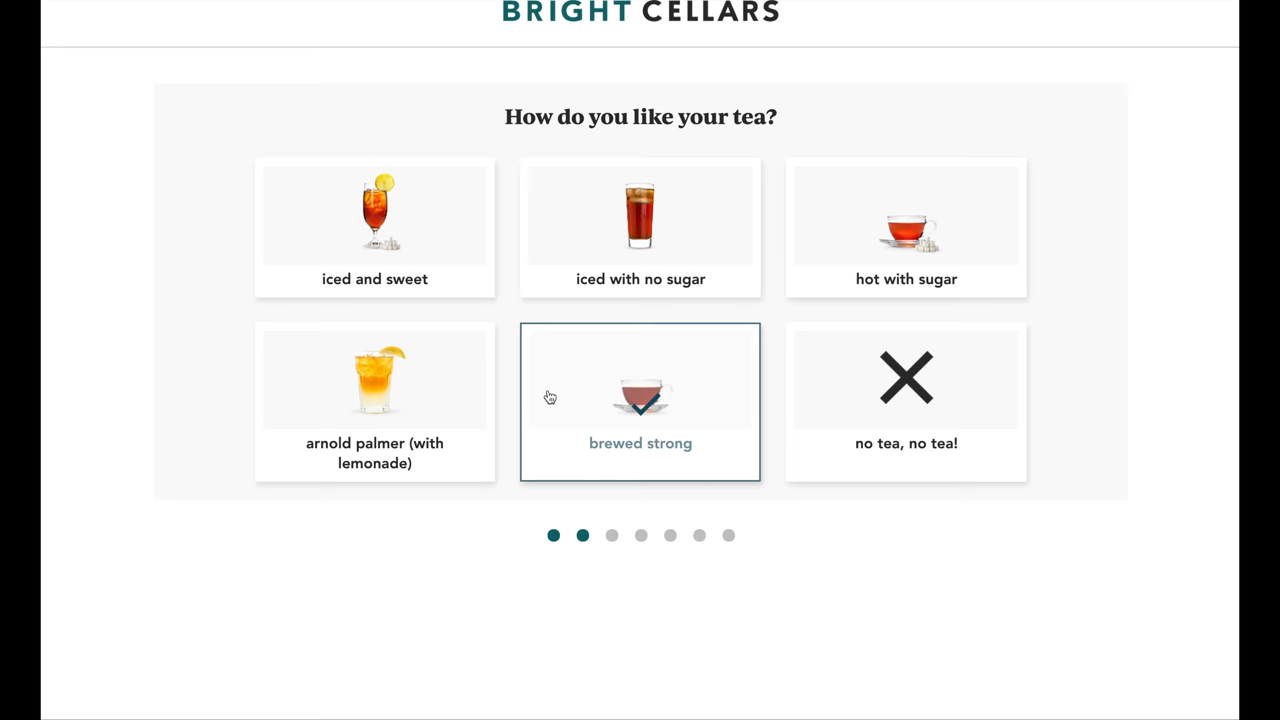 BRIGHT CELLARS
How do you like your tea?
iced and sweet
iced with no sugar
hot with sugar
arnold palmer (with
lemonade)
brewed strong
no tea, no tea!